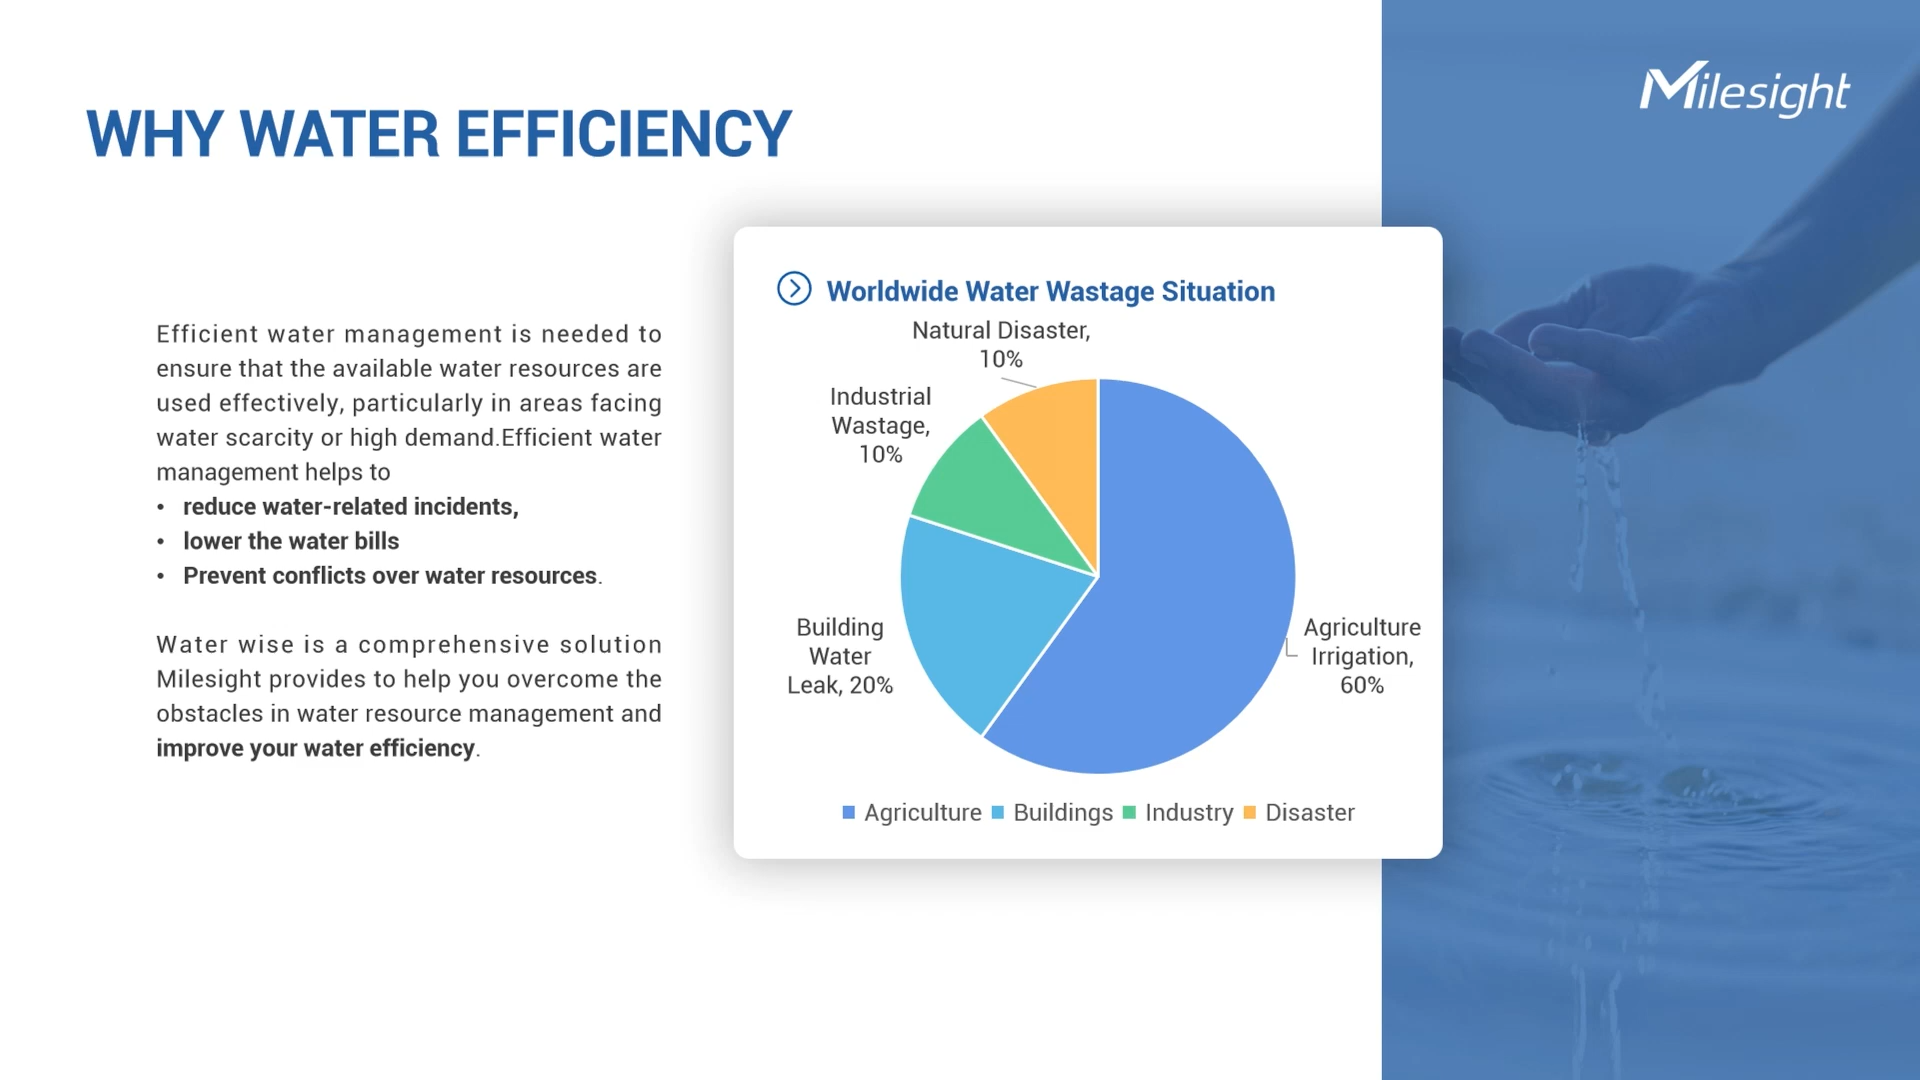 Milesight
WHY WATER EFFICIENCY
Efficient water management is needed to
ensure that the available water resources are
used effectively, particularly in areas facing
water scarcity or high demand.Efficient water
management helps to
• reduce water-related incidents,
• lower the water bills
• Prevent conflicts over water resources.
Water wise is a comprehensive solution
Milesight provides to help you overcome the
obstacles in water resource management and
improve your water efficiency.
Worldwide Water Wastage Situation
Natural Disaster,
10%
Industrial
Wastage,
10%
Building
Water
Leak, 20%
Agriculture
Irrigation,
60%
Agriculture Buildings Industry Disaster